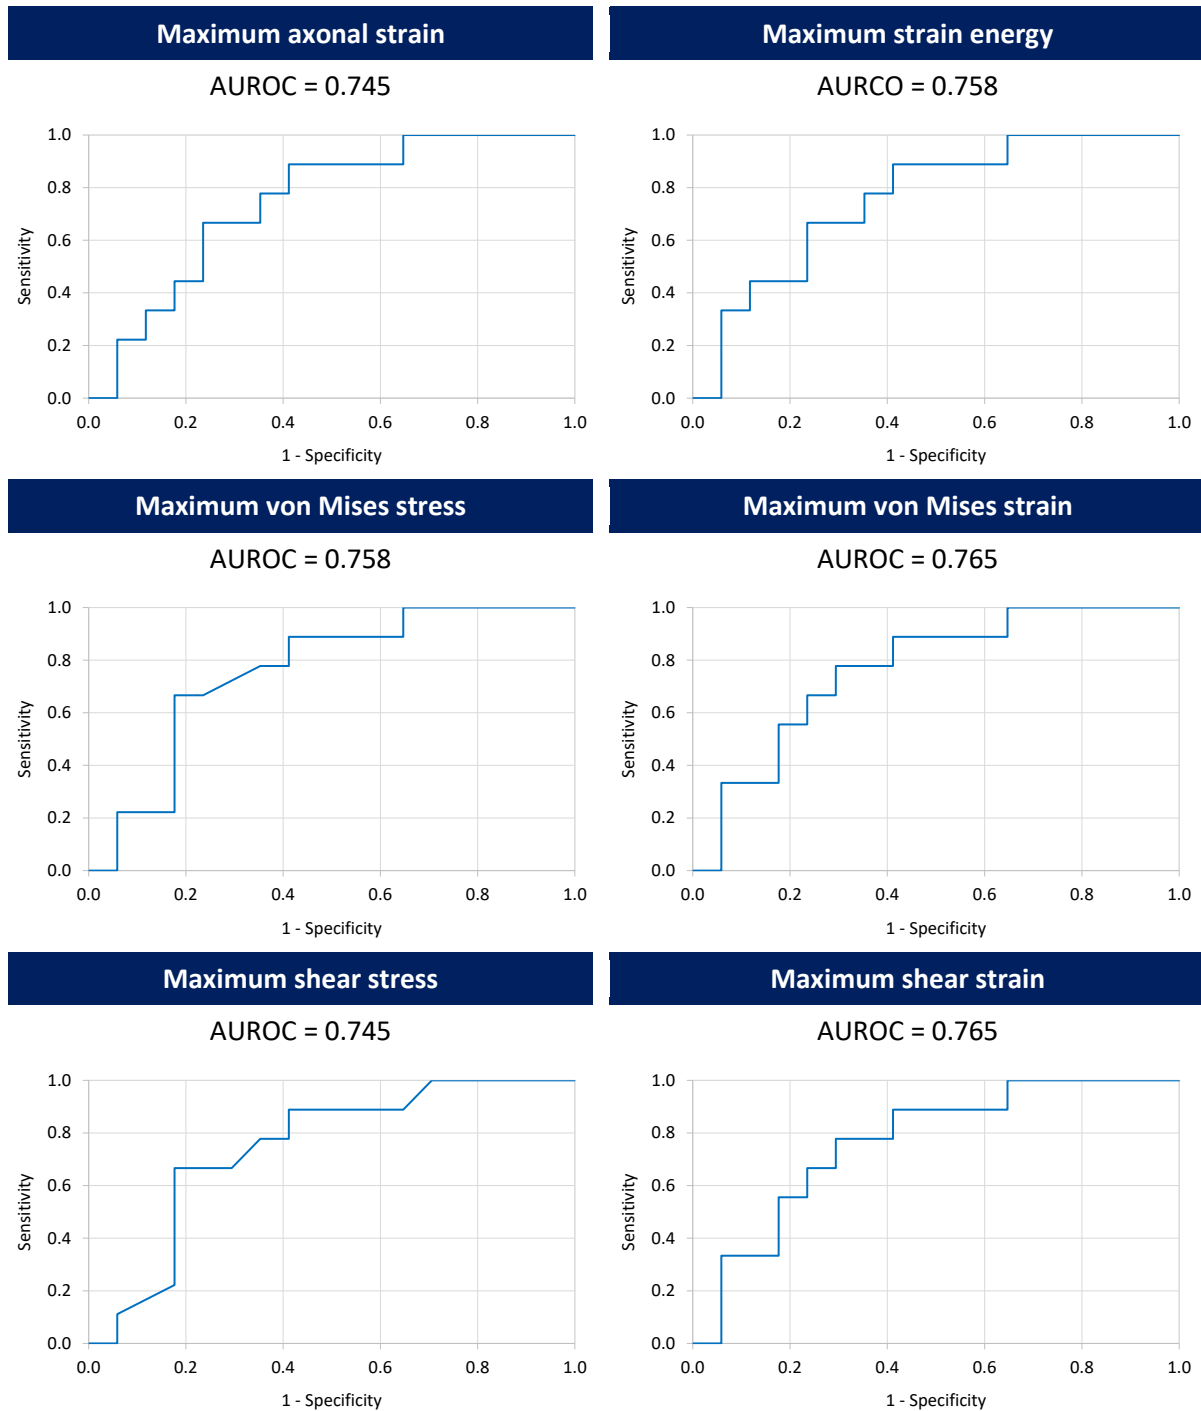 Maximum axonal strain
AUROC = 0.745
1.0
0.8
0.6
0.4
0.2
0.0
Sensitivity
0.0 0.2 0.4 0.6 0.8 1.0
1 - Specificity
Maximum strain energy
AURCO = 0.758
1.0
0.8
0.6
0.4
0.2
0.0
Sensitivity
0.0 0.2 0.4 0.6 0.8 1.0
1 - Specificity
Maximum von Mises stress
AUROC = 0.758
1.0
0.8
0.6
0.4
0.2
0.0
Sensitivity
0.0 0.2 0.4 0.6 0.8 1.0
1 - Specificity
Maximum von Mises strain
AUROC = 0.765
1.0
0.8
0.6
0.4
0.2
0.0
Sensitivity
0.0 0.2 0.4 0.6 0.8 1.0
1 - Specificity
Maximum shear stress
AUROC = 0.745
1.0
0.8
0.6
0.4
0.2
0.0
Sensitivity
0.0 0.2 0.4 0.6 0.8 1.0
1 - Specificity
Maximum shear strain
AUROC = 0.765
1.0
0.8
0.6
0.4
0.2
0.0
Sensitivity
0.0 0.2 0.4 0.6 0.8 1.0
1 - Specificity